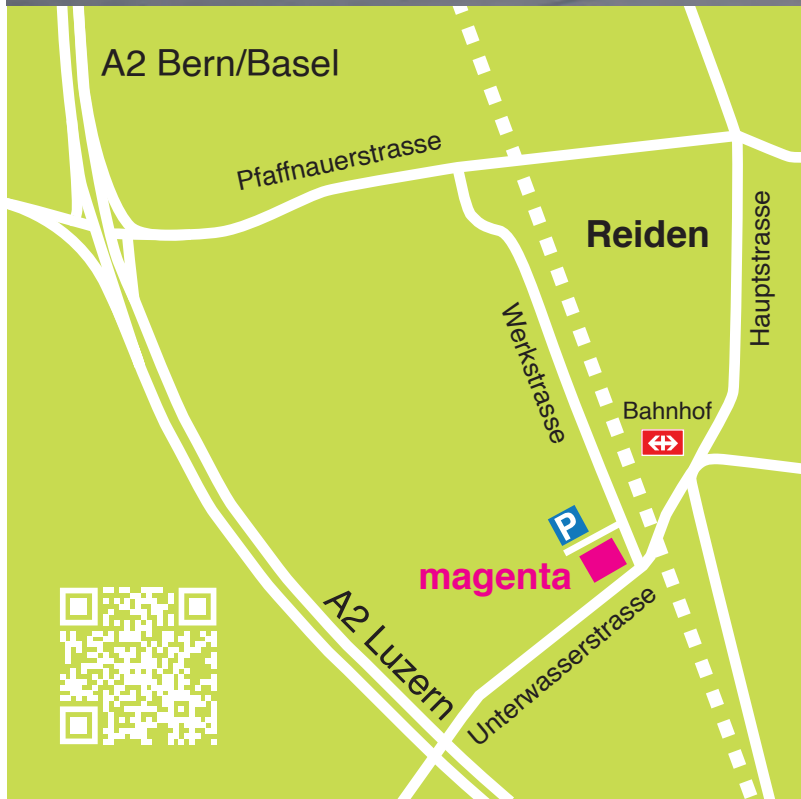 A2 Bern/Basel
Pfaffnauerstrasse
Reiden
Hauptstrasse
Werkstrasse
Bahnhof
P
magenta
A2 Luzern
Unterwasserstrasse